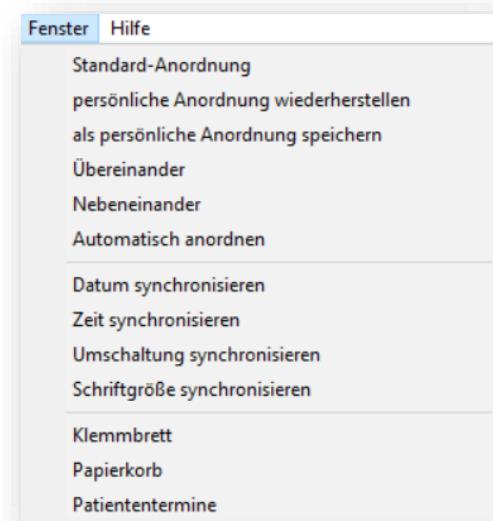 Fenster Hilfe
Standard-Anordnung
persönliche Anordnung wiederherstellen
als persönliche Anordnung speichern
Übereinander
Nebeneinander
Automatisch anordnen
Datum synchronisieren
Zeit synchronisieren
Umschaltung synchronisieren
Schriftgröße synchronisieren
Klemmbrett
Papierkorb
Patiententermine